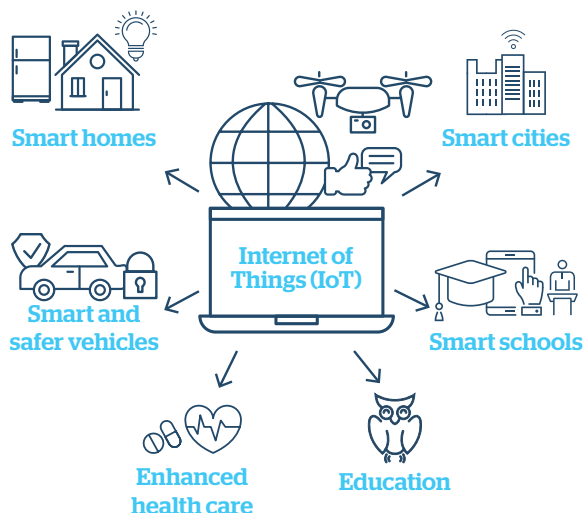 Smart homes
Smart cities
Internet of
Things (IoT)
Smart and
safer vehicles
Smart schools
Enhanced
health care
Education